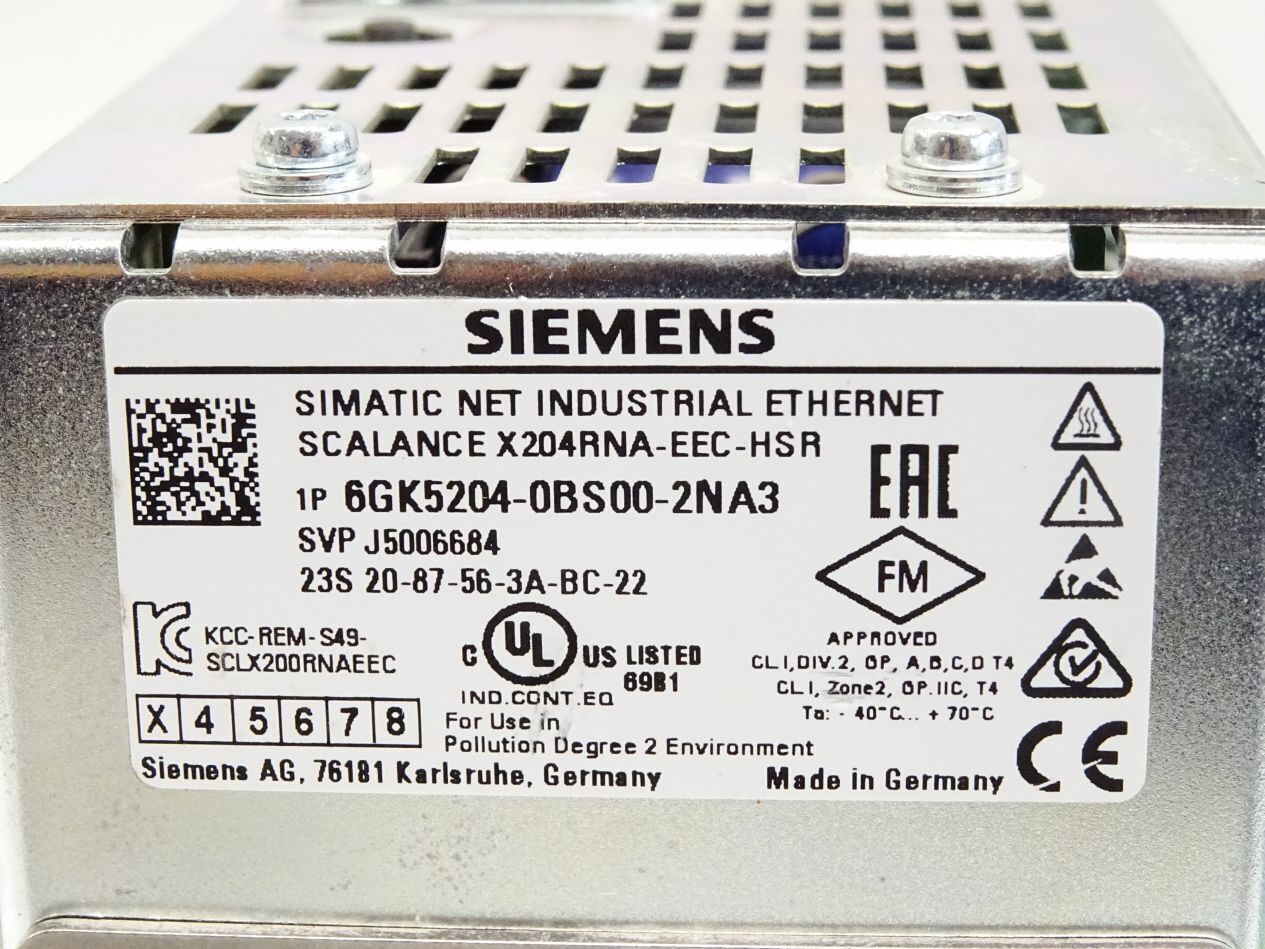 SIEMENS
SIMATIC NET INDUSTRIAL ETHERNET
SCALANCE X204RNA-EEC-HSR
1P 6GK5204-0BS00-2NA3
SVP J5006684
23S 20-87-56-3A-BC-22
EAC
FM
APPROVED
CL I,DIV.2, GP, A,B,C,D T4
CL I, Zone2, GP.IIC, T4
Ta: - 40°C... + 70°C
KCC-REM-S49-
SCLX200RNAEEC
C UL US LISTED
69B1
IND.CONT.EQ
X 4 5 6 7 8
For Use in
Pollution Degree 2 Environment
Siemens AG, 76181 Karlsruhe, Germany
Made in Germany
CE